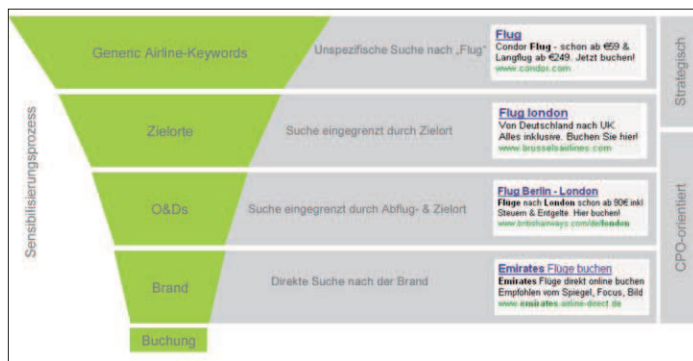 Sensibilisierungsprozess
Generic Airline-Keywords
Unspezifische Suche nach „Flug“
Flug
Condor Flug - schon ab €59 &
Langflug ab €249. Jetzt buchen!
www.condor.com
Strategisch
Zielorte
Suche eingegrenzt durch Zielort
Flug london
Von Deutschland nach UK.
Alles inklusive. Buchen Sie hier!
www.brusselsairlines.com
O&Ds
Suche eingegrenzt durch Abflug- & Zielort
Flug Berlin - London
Flüge nach London schon ab 90€ inkl
Steuern & Entgelte. Hier buchen!
www.britishairways.com/de/london
CPO-orientiert
Brand
Direkte Suche nach der Brand
Emirates Flüge buchen
Emirates Flüge direkt online buchen
Empfohlen vom Spiegel, Focus, Bild
www.emirates.online-direct.de
Buchung